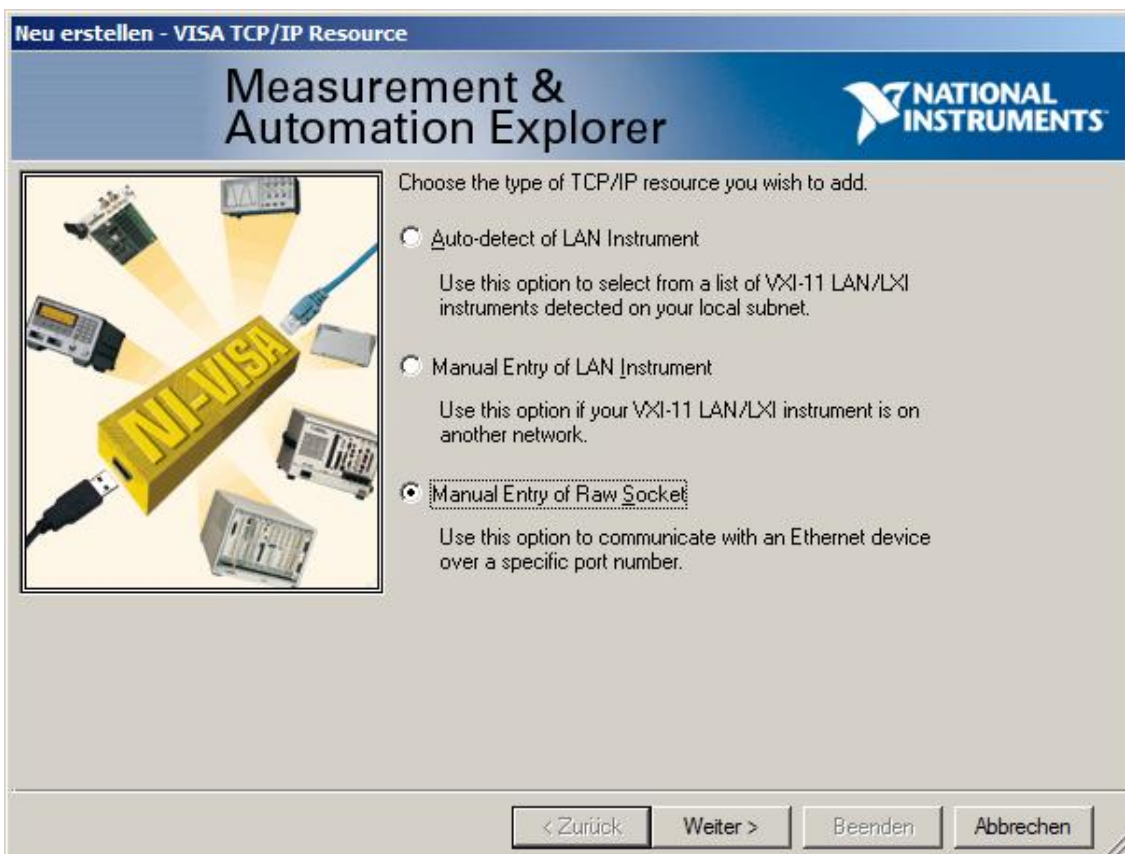 Neu erstellen - VISA TCP/IP Resource
Measurement &
Automation Explorer
NATIONAL
INSTRUMENTS
NI-VISA
Choose the type of TCP/IP resource you wish to add.
Auto-detect of LAN Instrument
Use this option to select from a list of VXI-11 LAN/LXI
instruments detected on your local subnet.
Manual Entry of LAN Instrument
Use this option if your VXI-11 LAN/LXI instrument is on
another network.
Manual Entry of Raw Socket
Use this option to communicate with an Ethernet device
over a specific port number.
< Zurück
Weiter >
Beenden
Abbrechen